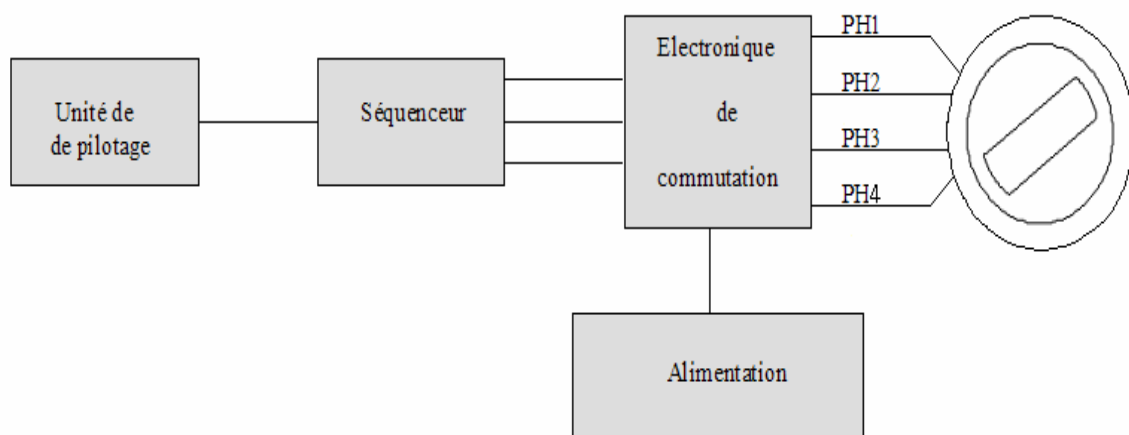 Unité de
de pilotage
Séquenceur
Electronique
de
commutation
PH1
PH2
PH3
PH4
Alimentation